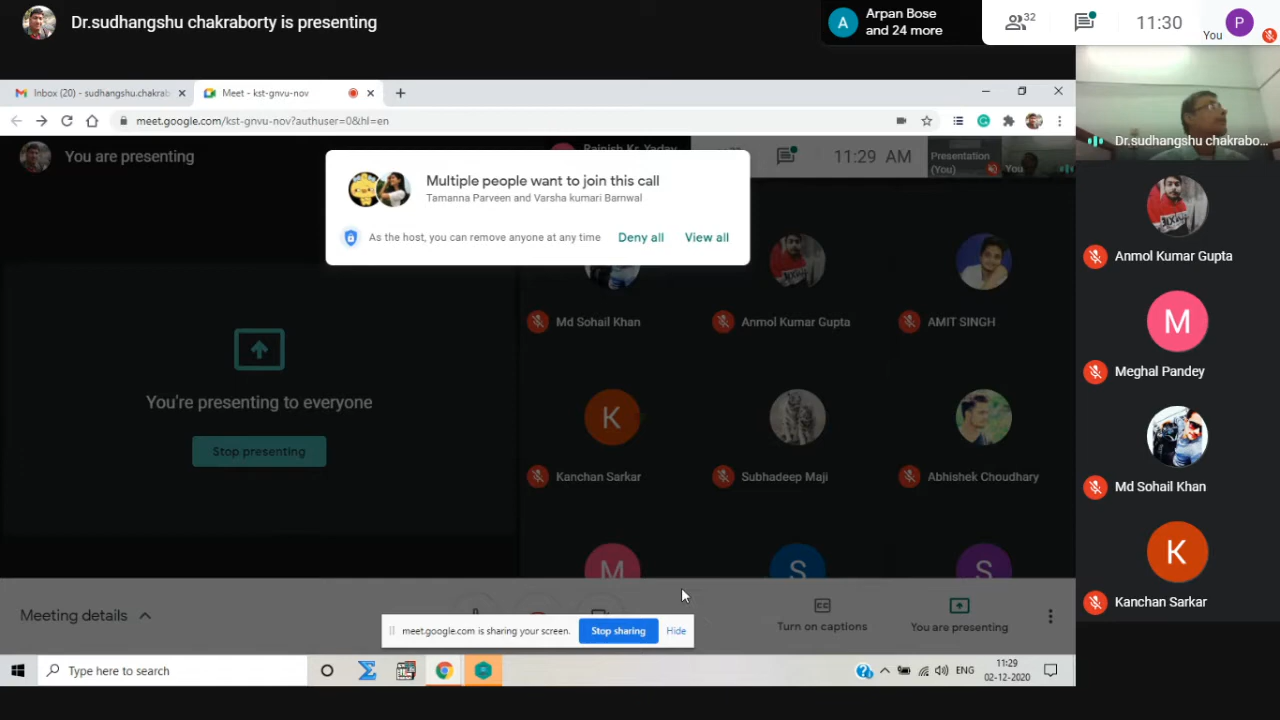 Dr.sudhangshu chakraborty is presenting
A
Arpan Bose
and 24 more
32
11:30
You
P
Inbox (20) - sudhangshu.chakrab
Meet - kst-gnvu-nov
meet.google.com/kst-gnvu-nov?authuser=0&hl=en
You are presenting
Rajnish Kr. Yadav
11:29 AM
Presentation
(You)
You
Dr.sudhangshu chakrabo...
Multiple people want to join this call
Tamanna Parveen and Varsha kumari Barnwal
As the host, you can remove anyone at any time
Deny all
View all
Md Sohail Khan
Anmol Kumar Gupta
AMIT SINGH
You're presenting to everyone
Stop presenting
K
Kanchan Sarkar
Subhadeep Maji
Abhishek Choudhary
M
S
S
Anmol Kumar Gupta
M
Meghal Pandey
Md Sohail Khan
K
Kanchan Sarkar
Meeting details
meet.google.com is sharing your screen.
Stop sharing
Hide
Turn on captions
You are presenting
Type here to search
ENG
11:29
02-12-2020